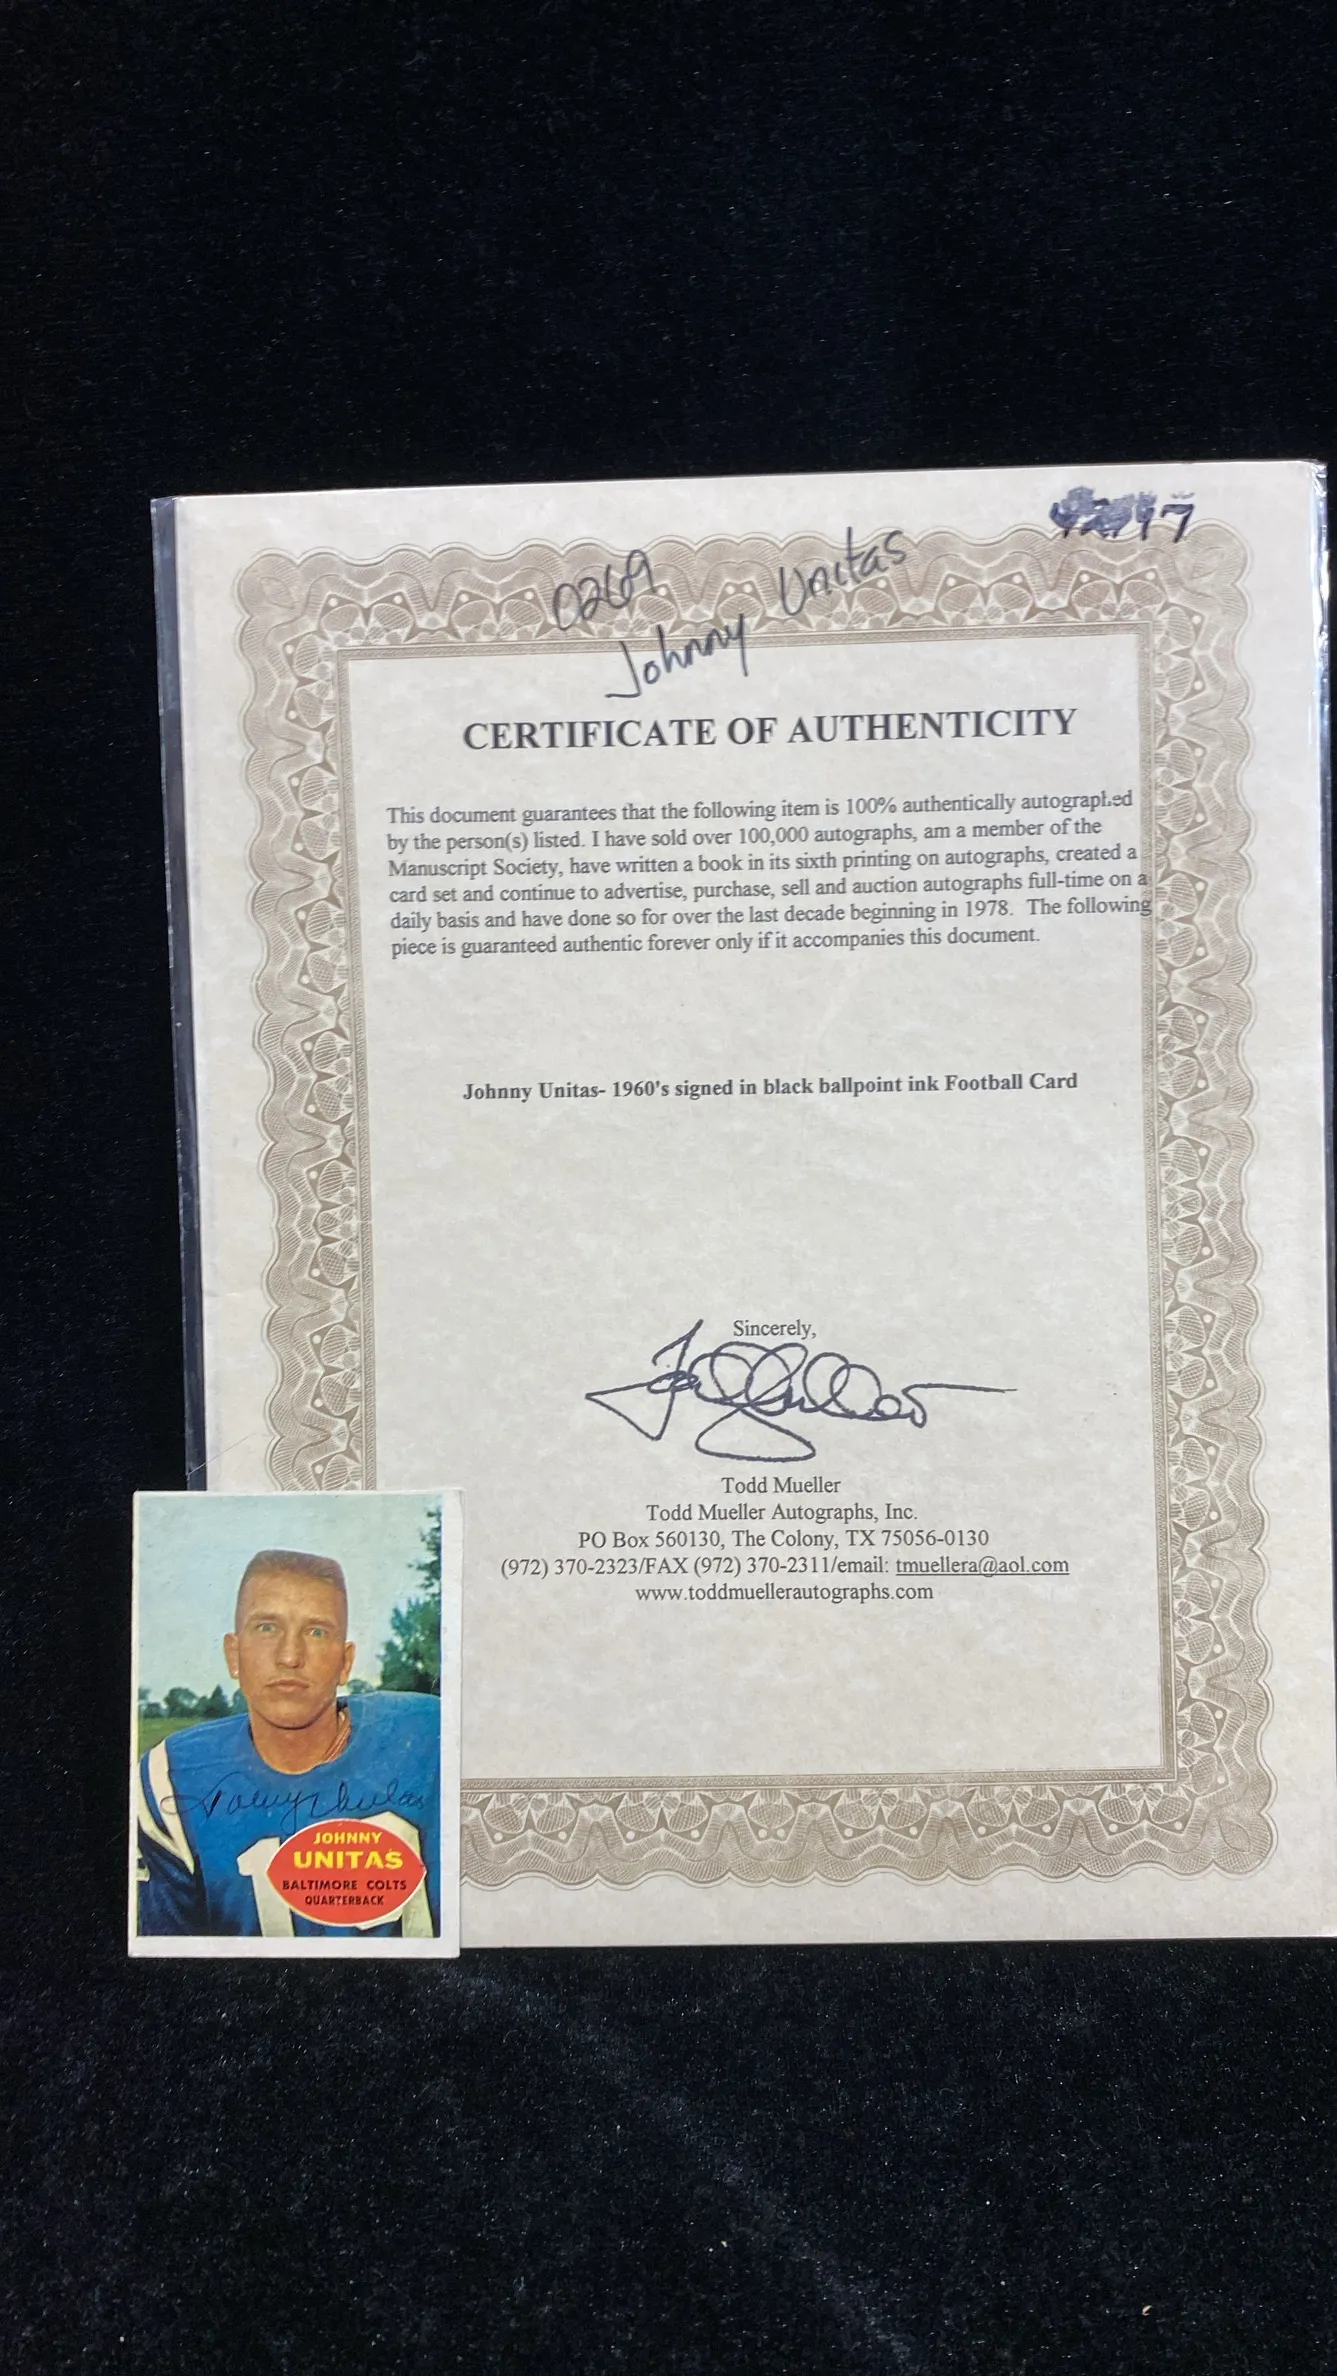 0269
Johnny Unitas
CERTIFICATE OF AUTHENTICITY
This document guarantees that the following item is 100% authentically autographed
by the person(s) listed. I have sold over 100,000 autographs, am a member of the
Manuscript Society, have written a book in its sixth printing on autographs, created a
card set and continue to advertise, purchase, sell and auction autographs full-time on a
daily basis and have done so for over the last decade beginning in 1978. The following
piece is guaranteed authentic forever only if it accompanies this document.
Johnny Unitas- 1960's signed in black ballpoint ink Football Card
Sincerely,
Todd Mueller
Todd Mueller Autographs, Inc.
PO Box 560130, The Colony, TX 75056-0130
(972) 370-2323/FAX (972) 370-2311/email: tmuellera@aol.com
www.toddmuellerautographs.com
Johnny Unitas
JOHNNY
UNITAS
BALTIMORE COLTS
QUARTERBACK